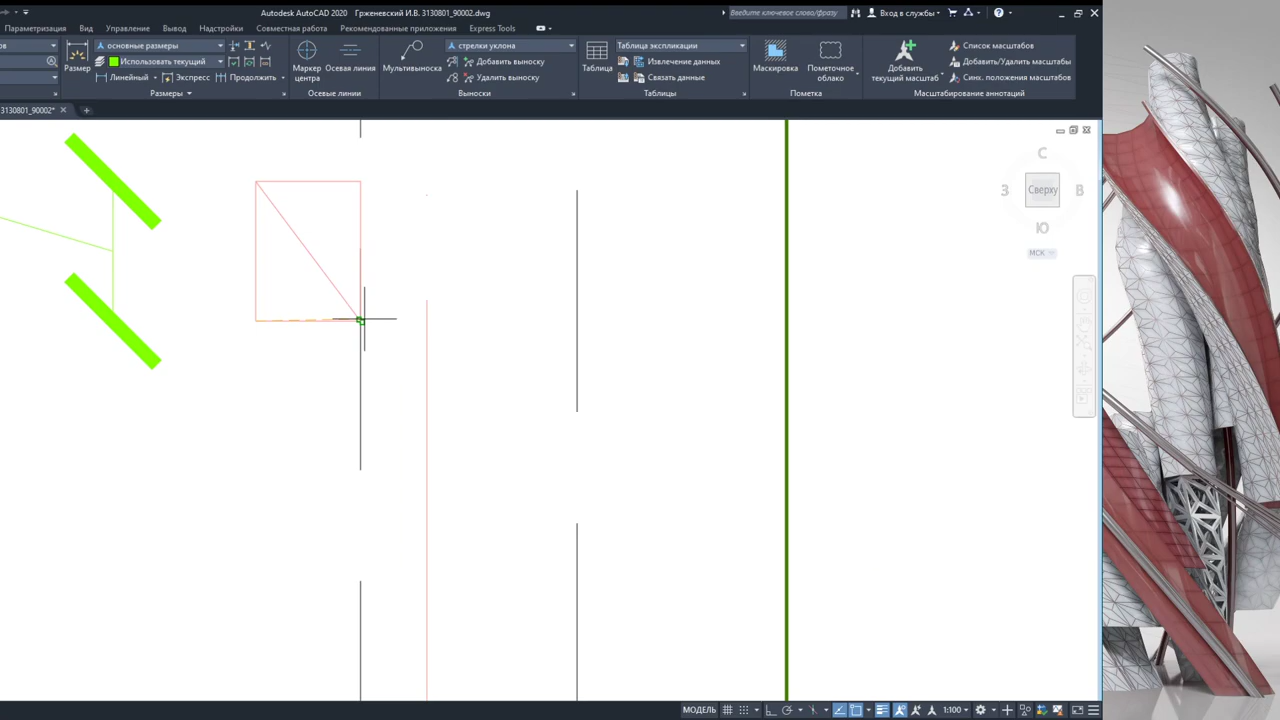 Autodesk AutoCAD 2020 Грженевский И.В. 3130801_90002.dwg
Введите ключевое слово/фразу
Вход в службы
Параметризация Вид Управление Вывод Надстройки Совместная работа Рекомендованные приложения Express Tools
основные размеры
Использовать текущий
Размер
Линейный Экспресс Продолжить
Размеры
Маркер центра
Осевая линия
Осевые линии
Мультивыноска
стрелки уклона
Добавить выноску
Удалить выноску
Выноски
Таблица
Таблица экспликации
Извлечение данных
Связать данные
Таблицы
Маскировка
Пометочное облако
Пометка
Добавить текущий масштаб
Список масштабов
Добавить/Удалить масштабы
Синх. положения масштабов
Масштабирование аннотаций
3130801_90002*
С
З Сверху В
Ю
МСК
МОДЕЛЬ 1:100